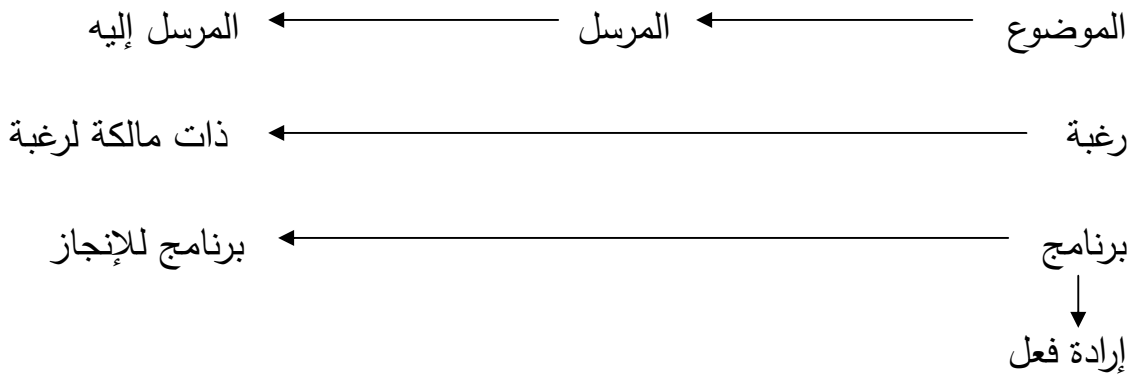 الموضوع المرسل المرسل إليه
رغبة ذات مالكة لرغبة
برنامج برنامج للإنجاز
إرادة فعل